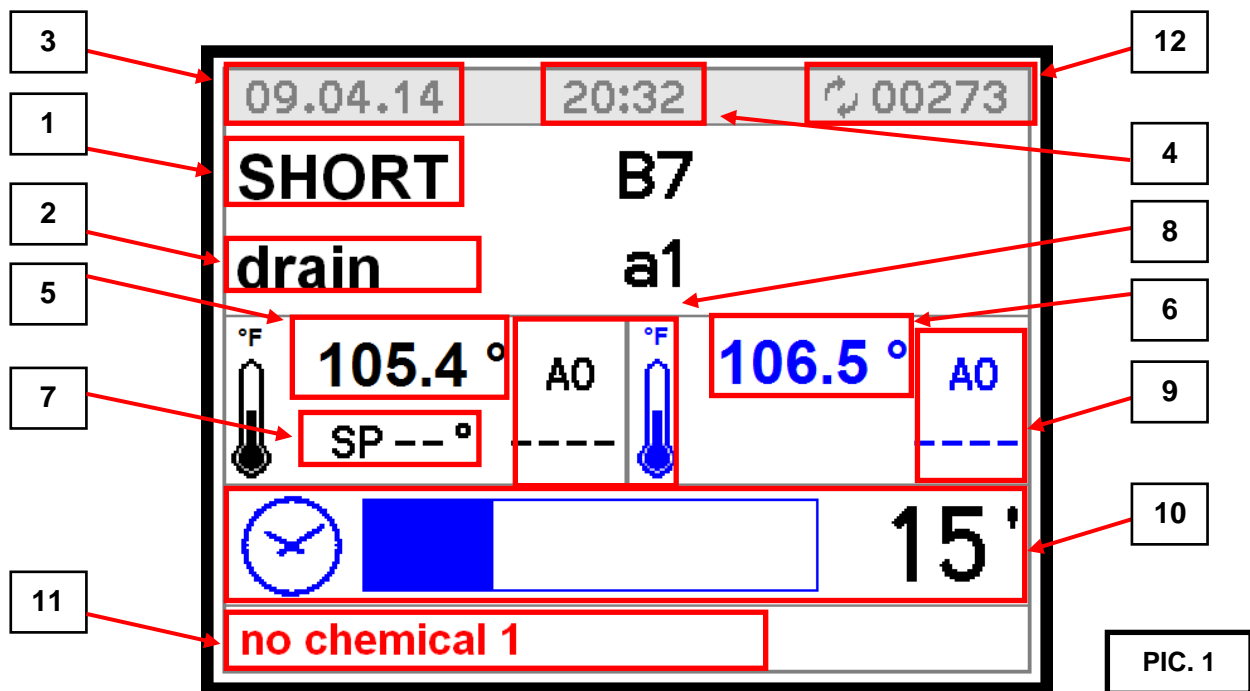 3
12
09.04.14 20:32 00273
1
SHORT B7
4
2
drain a1
8
5
6
°F 105.4 ° A0 °F 106.5 ° A0
7
9
SP -- ° ---- ----
10
15 '
11
no chemical 1
PIC. 1